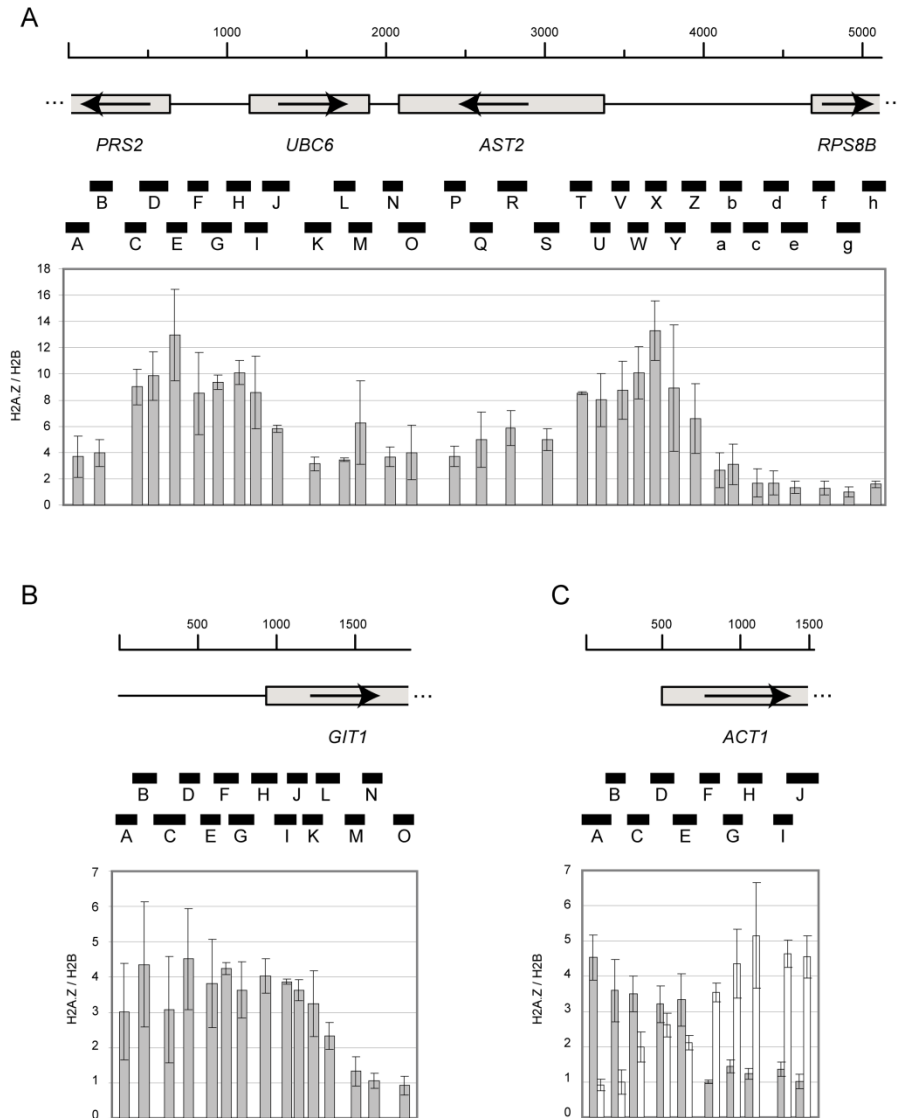 A
1000 2000 3000 4000 5000
... ..
PRS2 UBC6 AST2 RPS8B
B D F H J L N P R T V X Z b d f h
A C E G I K M O Q S U W Y a c e g
18
16
14
12
10
8
6
4
2
0
H2A.Z / H2B
B
500 1000 1500
...
GIT1
B D F H J L N
A C E G I K M O
7
6
5
4
3
2
1
0
H2A.Z / H2B
C
500 1000 1500
...
ACT1
B D F H J
A C E G I
7
6
5
4
3
2
1
0
H2A.Z / H2B